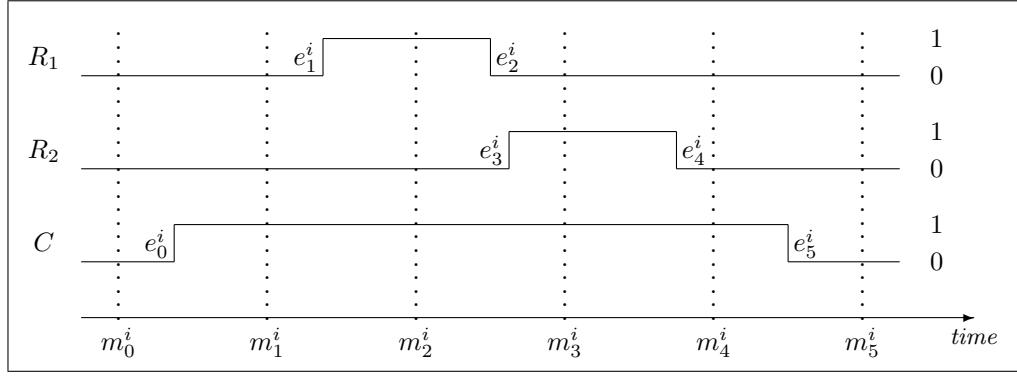 1
R₁ e₁ⁱ e₂ⁱ 0
1
R₂ e₃ⁱ e₄ⁱ 0
1
C e₀ⁱ e₅ⁱ 0
m₀ⁱ m₁ⁱ m₂ⁱ m₃ⁱ m₄ⁱ m₅ⁱ time